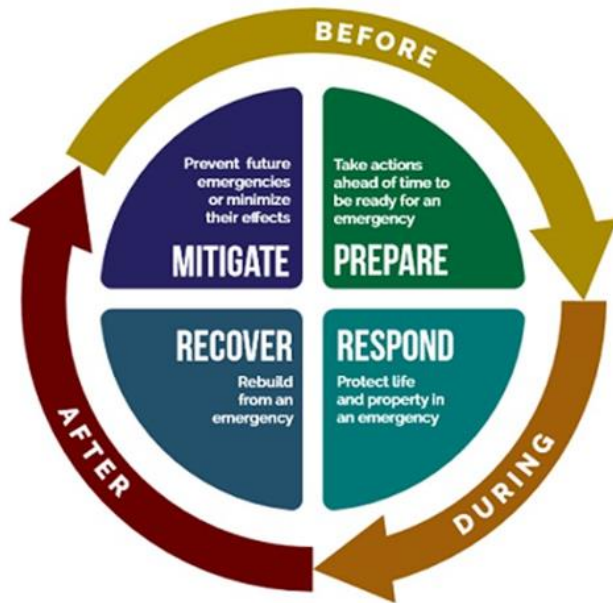 BEFORE
Prevent future
emergencies
or minimize
their effects
MITIGATE
Take actions
ahead of time to
be ready for an
emergency
PREPARE
RECOVER
Rebuild
from an
emergency
RESPOND
Protect life
and property in
an emergency
AFTER
DURING